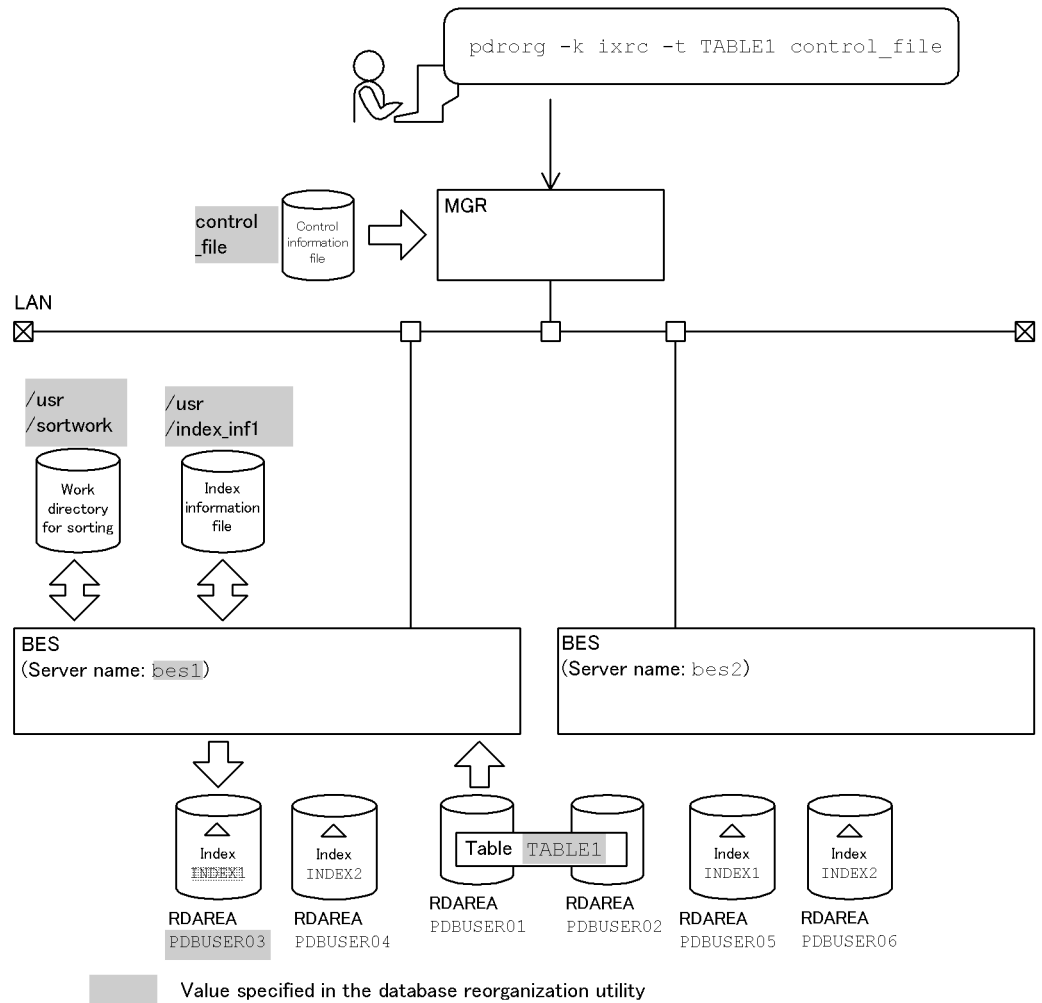 pdrorg -k ixrc -t TABLE1 control_file
MGR
control
_file
Control
information
file
LAN
/usr
/sortwork
/usr
/index_inf1
Work
directory
for sorting
Index
information
file
BES
(Server name: bes1)
BES
(Server name: bes2)
Index
INDEX1
Index
INDEX2
Table TABLE1
Index
INDEX1
Index
INDEX2
RDAREA
PDBUSER03
RDAREA
PDBUSER04
RDAREA
PDBUSER01
RDAREA
PDBUSER02
RDAREA
PDBUSER05
RDAREA
PDBUSER06
Value specified in the database reorganization utility